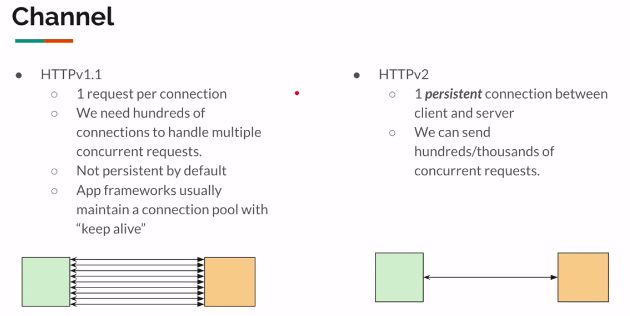 Channel
HTTPv1.1
1 request per connection
We need hundreds of
connections to handle multiple
concurrent requests.
Not persistent by default
App frameworks usually
maintain a connection pool with
“keep alive”
HTTPv2
1 persistent connection between
client and server
We can send
hundreds/thousands of
concurrent requests.